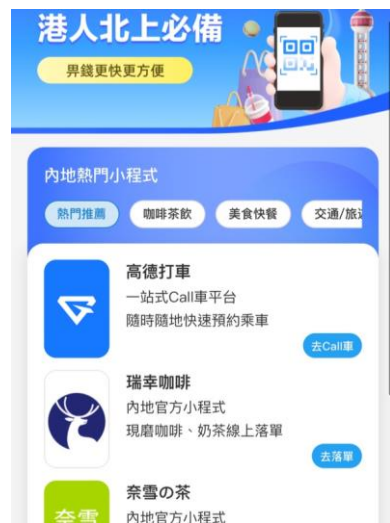 港人北上必備
畀錢更快更方便
內地熱門小程式
熱門推薦 咖啡茶飲 美食快餐 交通/旅遊
高德打車
一站式Call車平台
隨時隨地快速預約乘車
去Call車
瑞幸咖啡
內地官方小程式
現磨咖啡、奶茶線上落單
去落單
奈雪の茶
奈雪
內地官方小程式